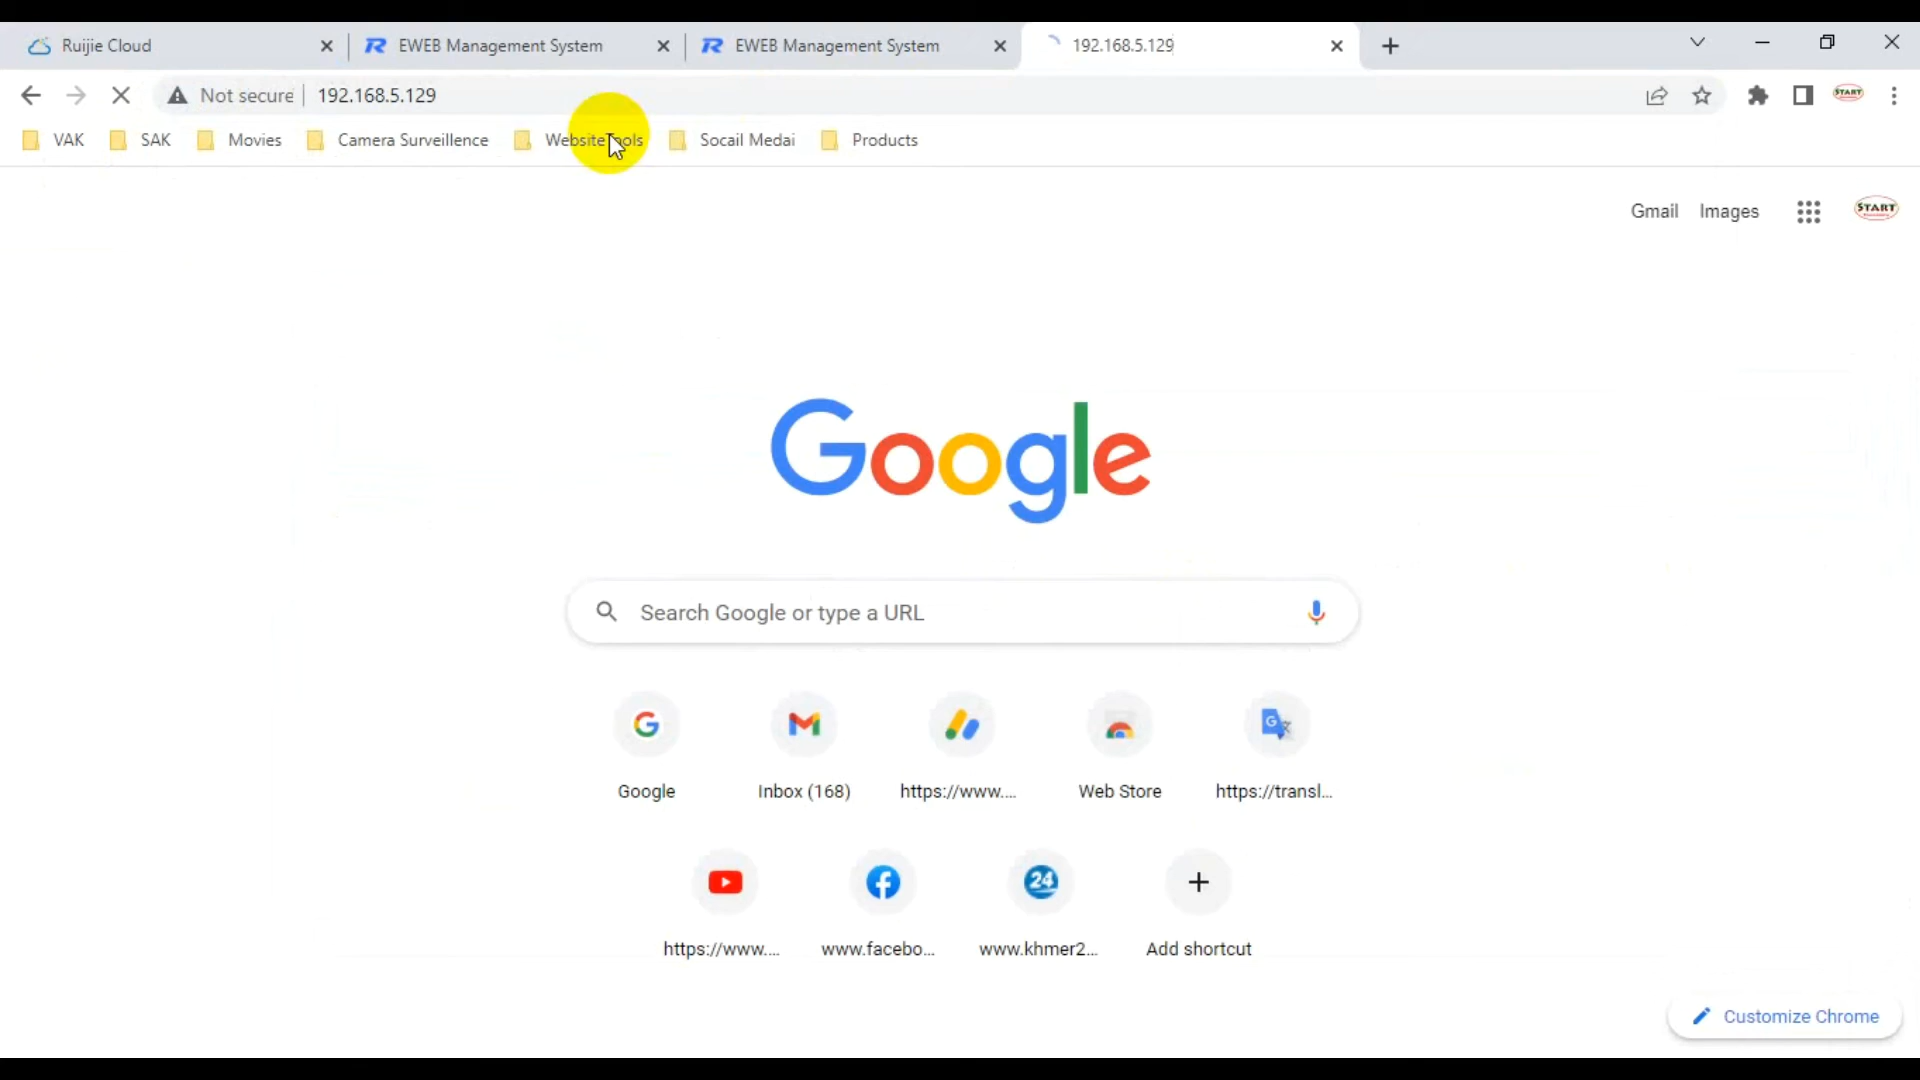 Ruijie Cloud
EWEB Management System
EWEB Management System
192.168.5.129
Not secure
192.168.5.129
VAK
SAK
Movies
Camera Surveillence
Website
Socail Medai
Products
START
Gmail
Images
START
Google
Search Google or type a URL
Google
Inbox (168)
https://www....
Web Store
https://transl...
24
https://www....
www.facebo...
www.khmer2...
Add shortcut
Customize Chrome